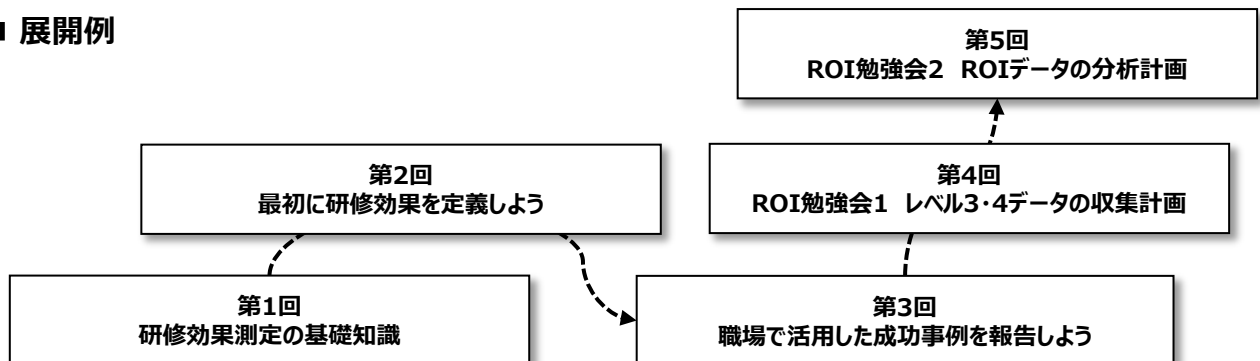 ■ 展開例
第5回
ROI勉強会2 ROIデータの分析計画
第2回
最初に研修効果を定義しよう
第4回
ROI勉強会1 レベル3・4データの収集計画
第1回
研修効果測定の基礎知識
第3回
職場で活用した成功事例を報告しよう